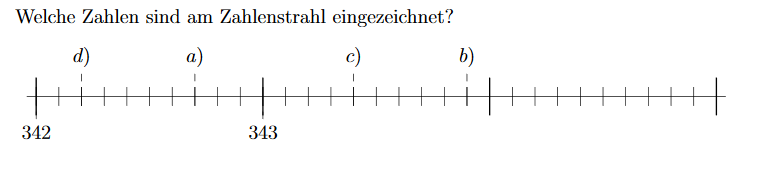 Welche Zahlen sind am Zahlenstrahl eingezeichnet?
d) a) c) b)
342 343